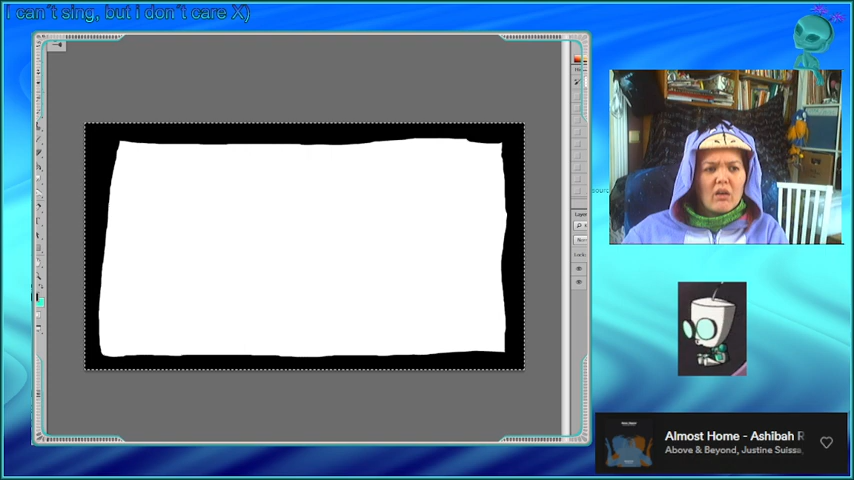 i can't sing, but i don't care X)
Almost Home - Ashibah R
Above & Beyond, Justine Suissa,